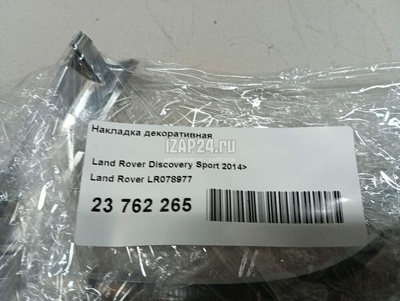 Накладка декоративная
IZAP24.ru
Land Rover Discovery Sport 2014>
Land Rover LR078977
23 762 265